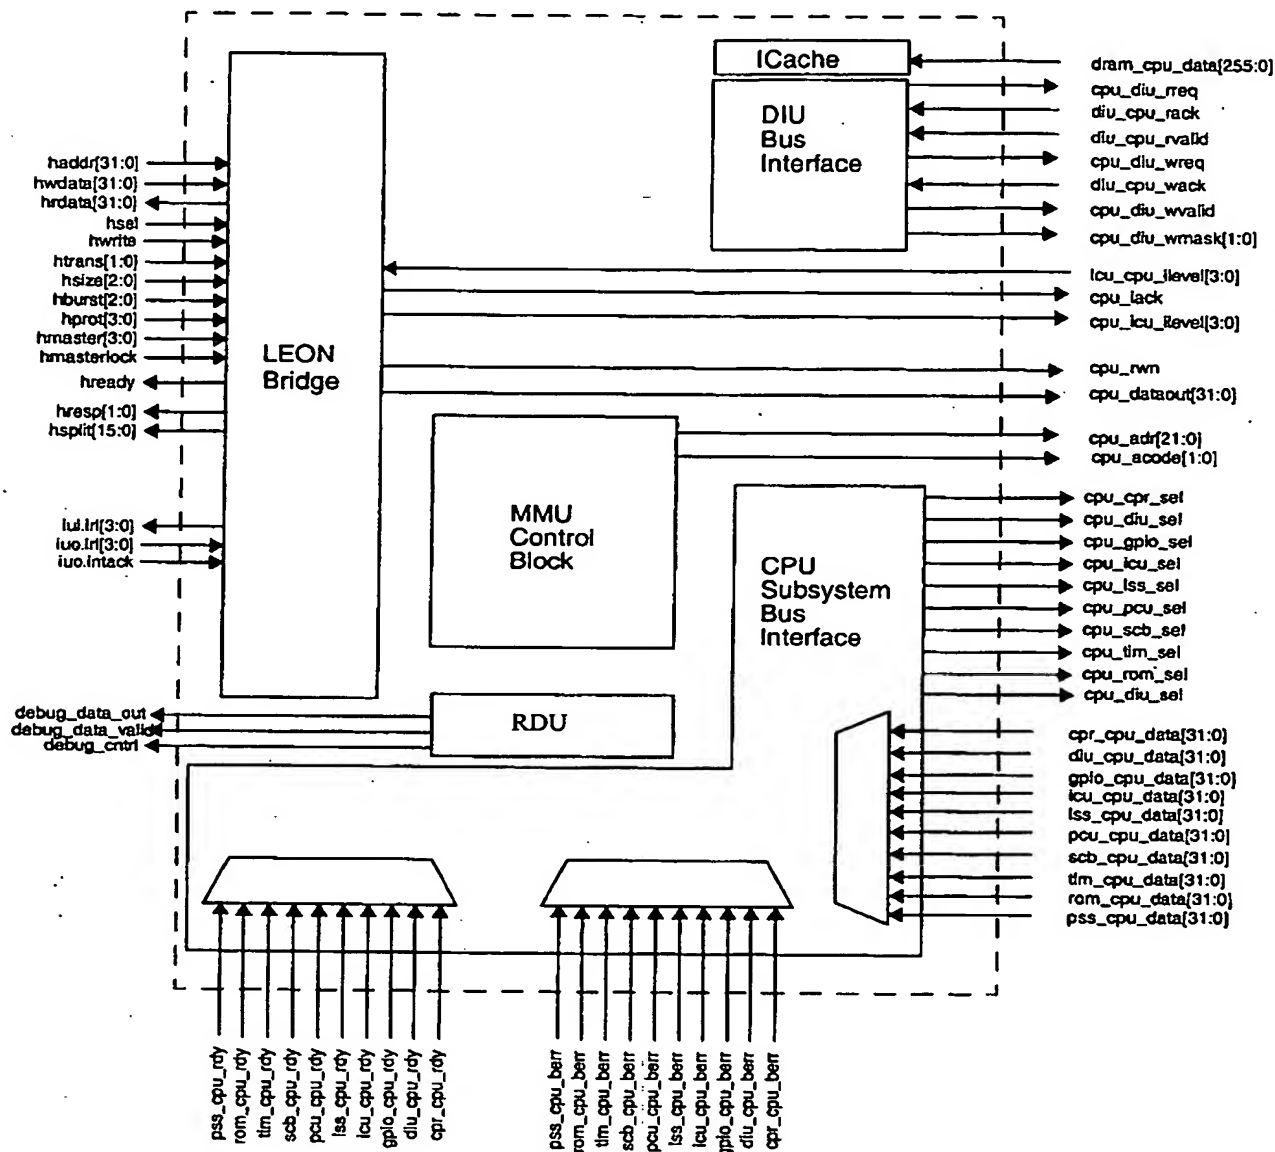 ICache
dram_cpu_data[255:0]
cpu_diu_rreq
diu_cpu_rack
diu_cpu_rvalid
cpu_diu_wreq
diu_cpu_wack
cpu_diu_wvalid
cpu_diu_wmask[1:0]
DIU
Bus
Interface
haddr[31:0]
hwdata[31:0]
hrdata[31:0]
hsel
hwrite
htrans[1:0]
hsize[2:0]
hburst[2:0]
hprot[3:0]
hmaster[3:0]
hmasterlock
hready
hresp[1:0]
hsplit[15:0]
iui.irl[3:0]
iuo.irl[3:0]
iuo.intack
LEON
Bridge
icu_cpu_ilevel[3:0]
cpu_iack
cpu_icu_ilevel[3:0]
cpu_rwn
cpu_dataout[31:0]
cpu_adr[21:0]
cpu_acode[1:0]
MMU
Control
Block
CPU
Subsystem
Bus
Interface
cpu_cpr_sel
cpu_diu_sel
cpu_gpio_sel
cpu_icu_sel
cpu_lss_sel
cpu_pcu_sel
cpu_scb_sel
cpu_tim_sel
cpu_rom_sel
cpu_diu_sel
debug_data_out
debug_data_valid
debug_cntrl
RDU
cpr_cpu_data[31:0]
diu_cpu_data[31:0]
gpio_cpu_data[31:0]
icu_cpu_data[31:0]
lss_cpu_data[31:0]
pcu_cpu_data[31:0]
scb_cpu_data[31:0]
tim_cpu_data[31:0]
rom_cpu_data[31:0]
pss_cpu_data[31:0]
pss_cpu_rdy
rom_cpu_rdy
tim_cpu_rdy
scb_cpu_rdy
pcu_cpu_rdy
lss_cpu_rdy
icu_cpu_rdy
gpio_cpu_rdy
diu_cpu_rdy
cpr_cpu_rdy
pss_cpu_berr
rom_cpu_berr
tim_cpu_berr
scb_cpu_berr
pcu_cpu_berr
lss_cpu_berr
icu_cpu_berr
gpio_cpu_berr
diu_cpu_berr
cpr_cpu_berr